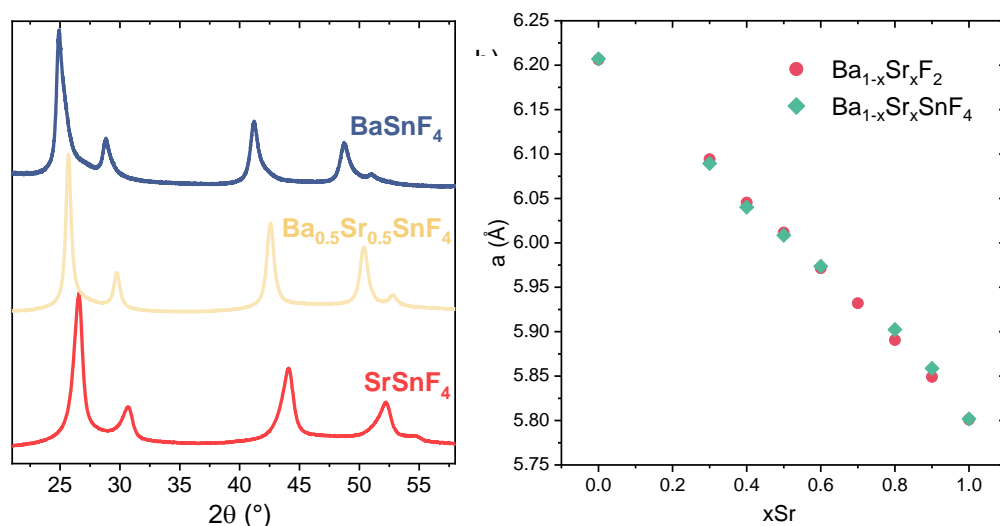 BaSnF₄
Ba₀.₅Sr₀.₅SnF₄
SrSnF₄
25 30 35 40 45 50 55
2θ (°)
Ba₁₋ₓSrₓF₂
Ba₁₋ₓSrₓSnF₄
6.25
6.20
6.15
6.10
6.05
6.00
5.95
5.90
5.85
5.80
5.75
a (Å)
0.0 0.2 0.4 0.6 0.8 1.0
xSr